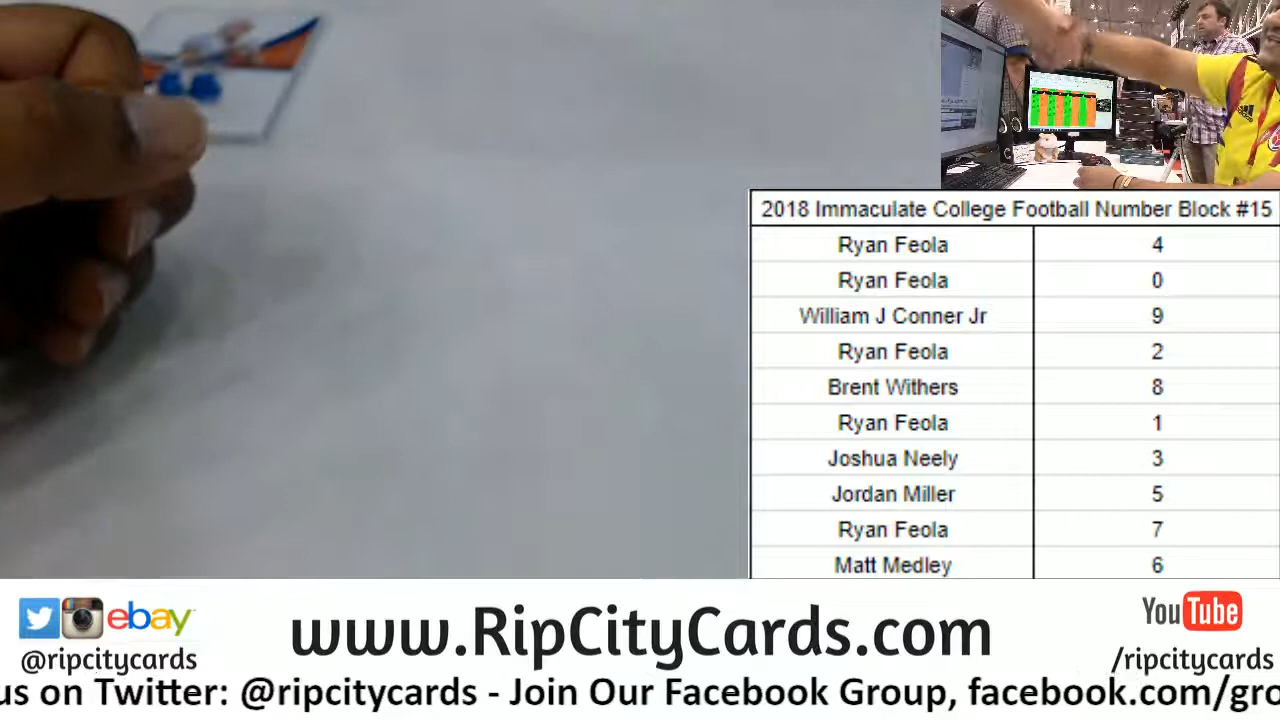 2018 Immaculate College Football Number Block #15
Ryan Feola 4
Ryan Feola 0
William J Conner Jr 9
Ryan Feola 2
Brent Withers 8
Ryan Feola 1
Joshua Neely 3
Jordan Miller 5
Ryan Feola 7
Matt Medley 6
ebay
@ripcitycards
www.RipCityCards.com
YouTube
/ripcitycards
us on Twitter: @ripcitycards - Join Our Facebook Group, facebook.com/gro